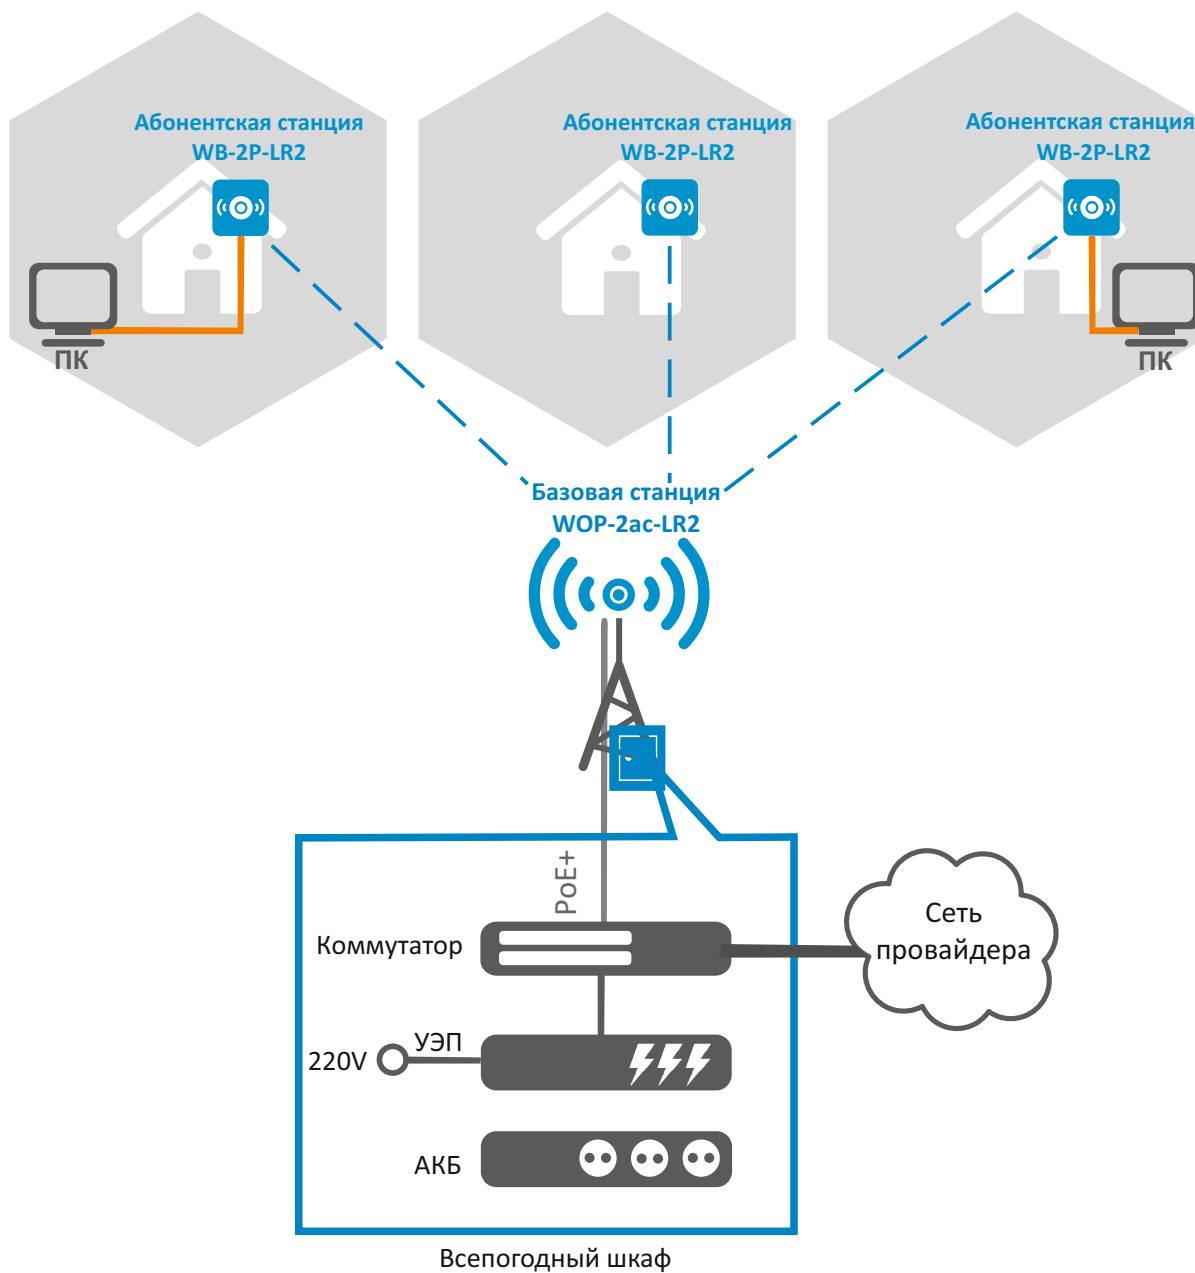 Абонентская станция
WB-2P-LR2
Абонентская станция
WB-2P-LR2
Абонентская станция
WB-2P-LR2
ПК
ПК
Базовая станция
WOP-2ac-LR2
PoE+
Коммутатор
Сеть
провайдера
УЭП
220V
АКБ
Всепогодный шкаф